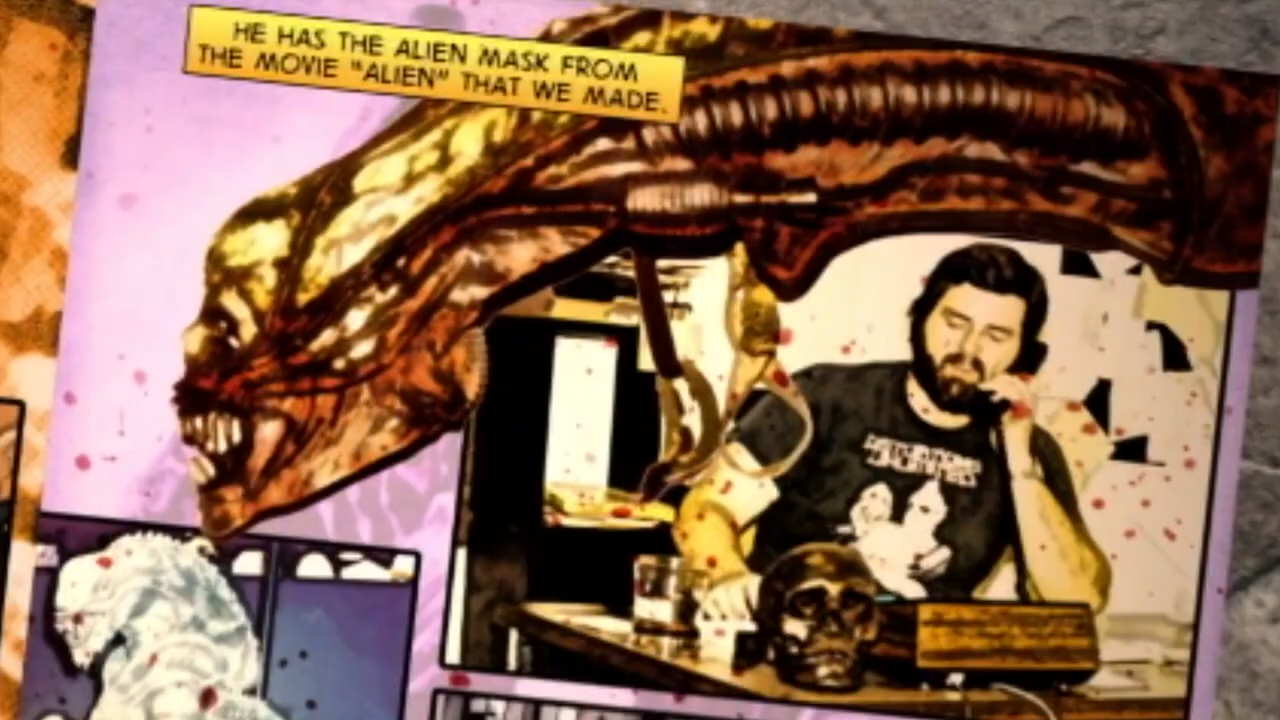 HE HAS THE ALIEN MASK FROM
THE MOVIE "ALIEN" THAT WE MADE.